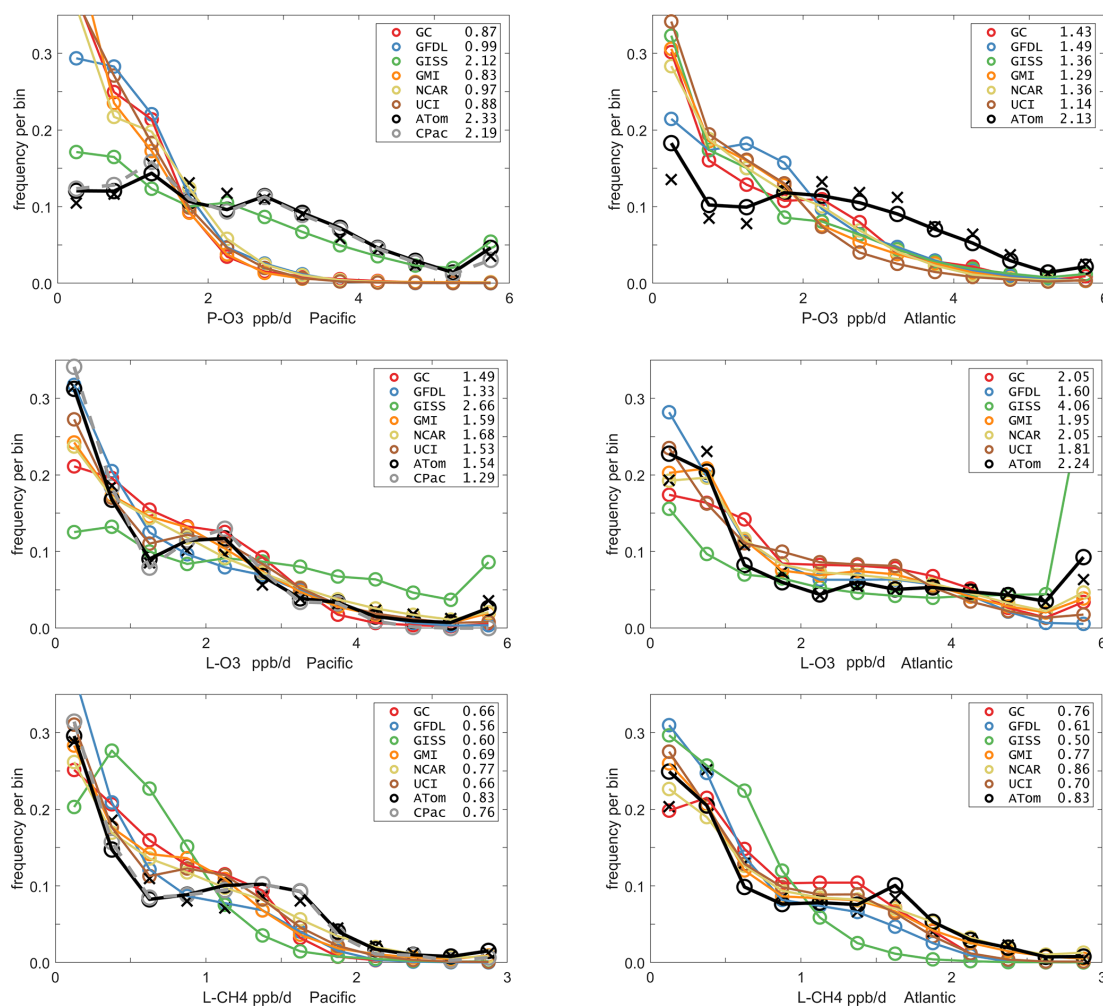 0.3
0.2
0.1
0.0
frequency per bin
GC 0.87
GFDL 0.99
GISS 2.12
GMI 0.83
NCAR 0.97
UCI 0.88
ATom 2.33
CPac 2.19
0 2 4 6
P-O3 ppb/d Pacific
0.3
0.2
0.1
0.0
frequency per bin
GC 1.43
GFDL 1.49
GISS 1.36
GMI 1.29
NCAR 1.36
UCI 1.14
ATom 2.13
0 2 4 6
P-O3 ppb/d Atlantic
0.3
0.2
0.1
0.0
frequency per bin
GC 1.49
GFDL 1.33
GISS 2.66
GMI 1.59
NCAR 1.68
UCI 1.53
ATom 1.54
CPac 1.29
0 2 4 6
L-O3 ppb/d Pacific
0.3
0.2
0.1
0.0
frequency per bin
GC 2.05
GFDL 1.60
GISS 4.06
GMI 1.95
NCAR 2.05
UCI 1.81
ATom 2.24
0 2 4 6
L-O3 ppb/d Atlantic
0.3
0.2
0.1
0.0
frequency per bin
GC 0.66
GFDL 0.56
GISS 0.60
GMI 0.69
NCAR 0.77
UCI 0.66
ATom 0.83
CPac 0.76
0 1 2 3
L-CH4 ppb/d Pacific
0.3
0.2
0.1
0.0
frequency per bin
GC 0.76
GFDL 0.61
GISS 0.50
GMI 0.77
NCAR 0.86
UCI 0.70
ATom 0.83
0 1 2 3
L-CH4 ppb/d Atlantic